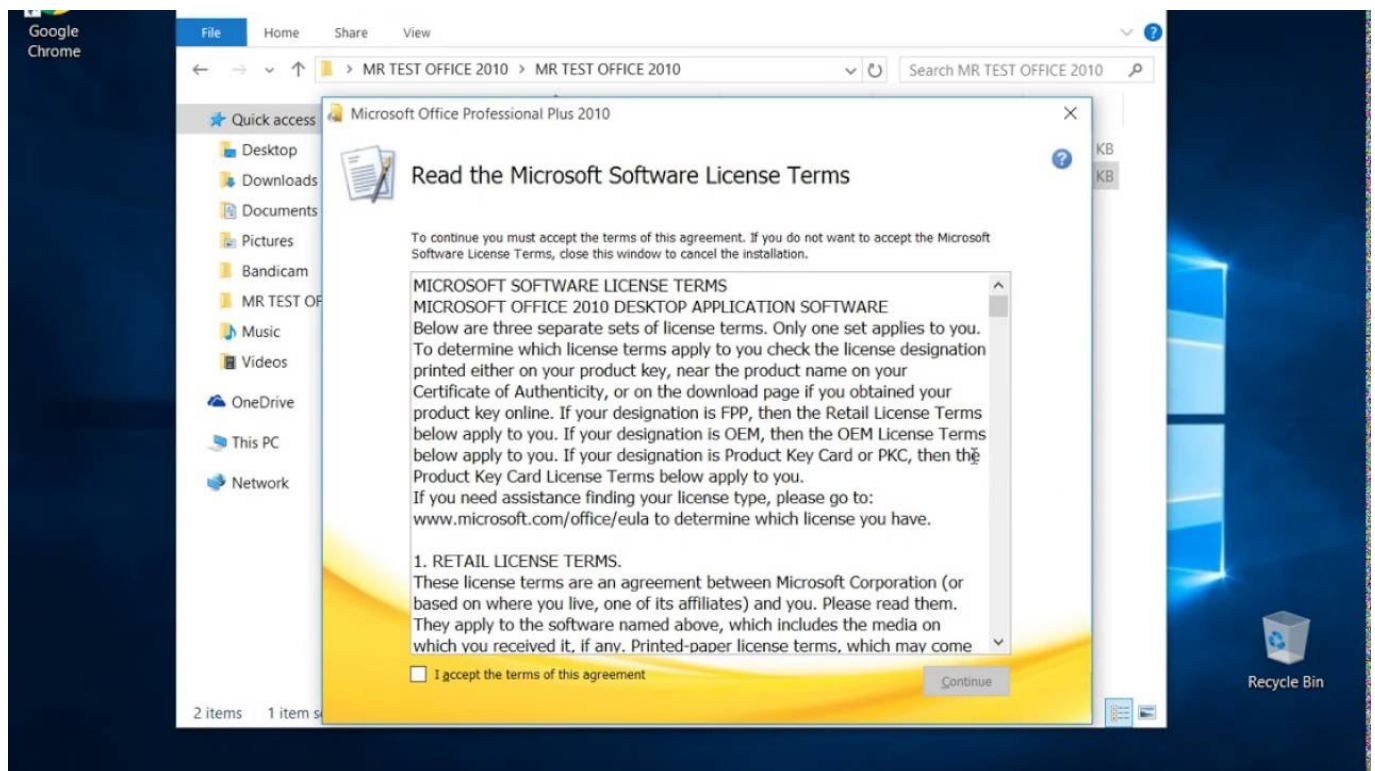 Google
Chrome
File Home Share View
MR TEST OFFICE 2010 > MR TEST OFFICE 2010
Search MR TEST OFFICE 2010
Quick access
Desktop
Downloads
Documents
Pictures
Bandicam
MR TEST OF
Music
Videos
OneDrive
This PC
Network
KB
KB
Microsoft Office Professional Plus 2010
Read the Microsoft Software License Terms
To continue you must accept the terms of this agreement. If you do not want to accept the Microsoft
Software License Terms, close this window to cancel the installation.
MICROSOFT SOFTWARE LICENSE TERMS
MICROSOFT OFFICE 2010 DESKTOP APPLICATION SOFTWARE
Below are three separate sets of license terms. Only one set applies to you.
To determine which license terms apply to you check the license designation
printed either on your product key, near the product name on your
Certificate of Authenticity, or on the download page if you obtained your
product key online. If your designation is FPP, then the Retail License Terms
below apply to you. If your designation is OEM, then the OEM License Terms
below apply to you. If your designation is Product Key Card or PKC, then the
Product Key Card License Terms below apply to you.
If you need assistance finding your license type, please go to:
www.microsoft.com/office/eula to determine which license you have.
1. RETAIL LICENSE TERMS.
These license terms are an agreement between Microsoft Corporation (or
based on where you live, one of its affiliates) and you. Please read them.
They apply to the software named above, which includes the media on
which you received it, if any. Printed-paper license terms, which may come
I accept the terms of this agreement
Continue
2 items 1 item s
Recycle Bin